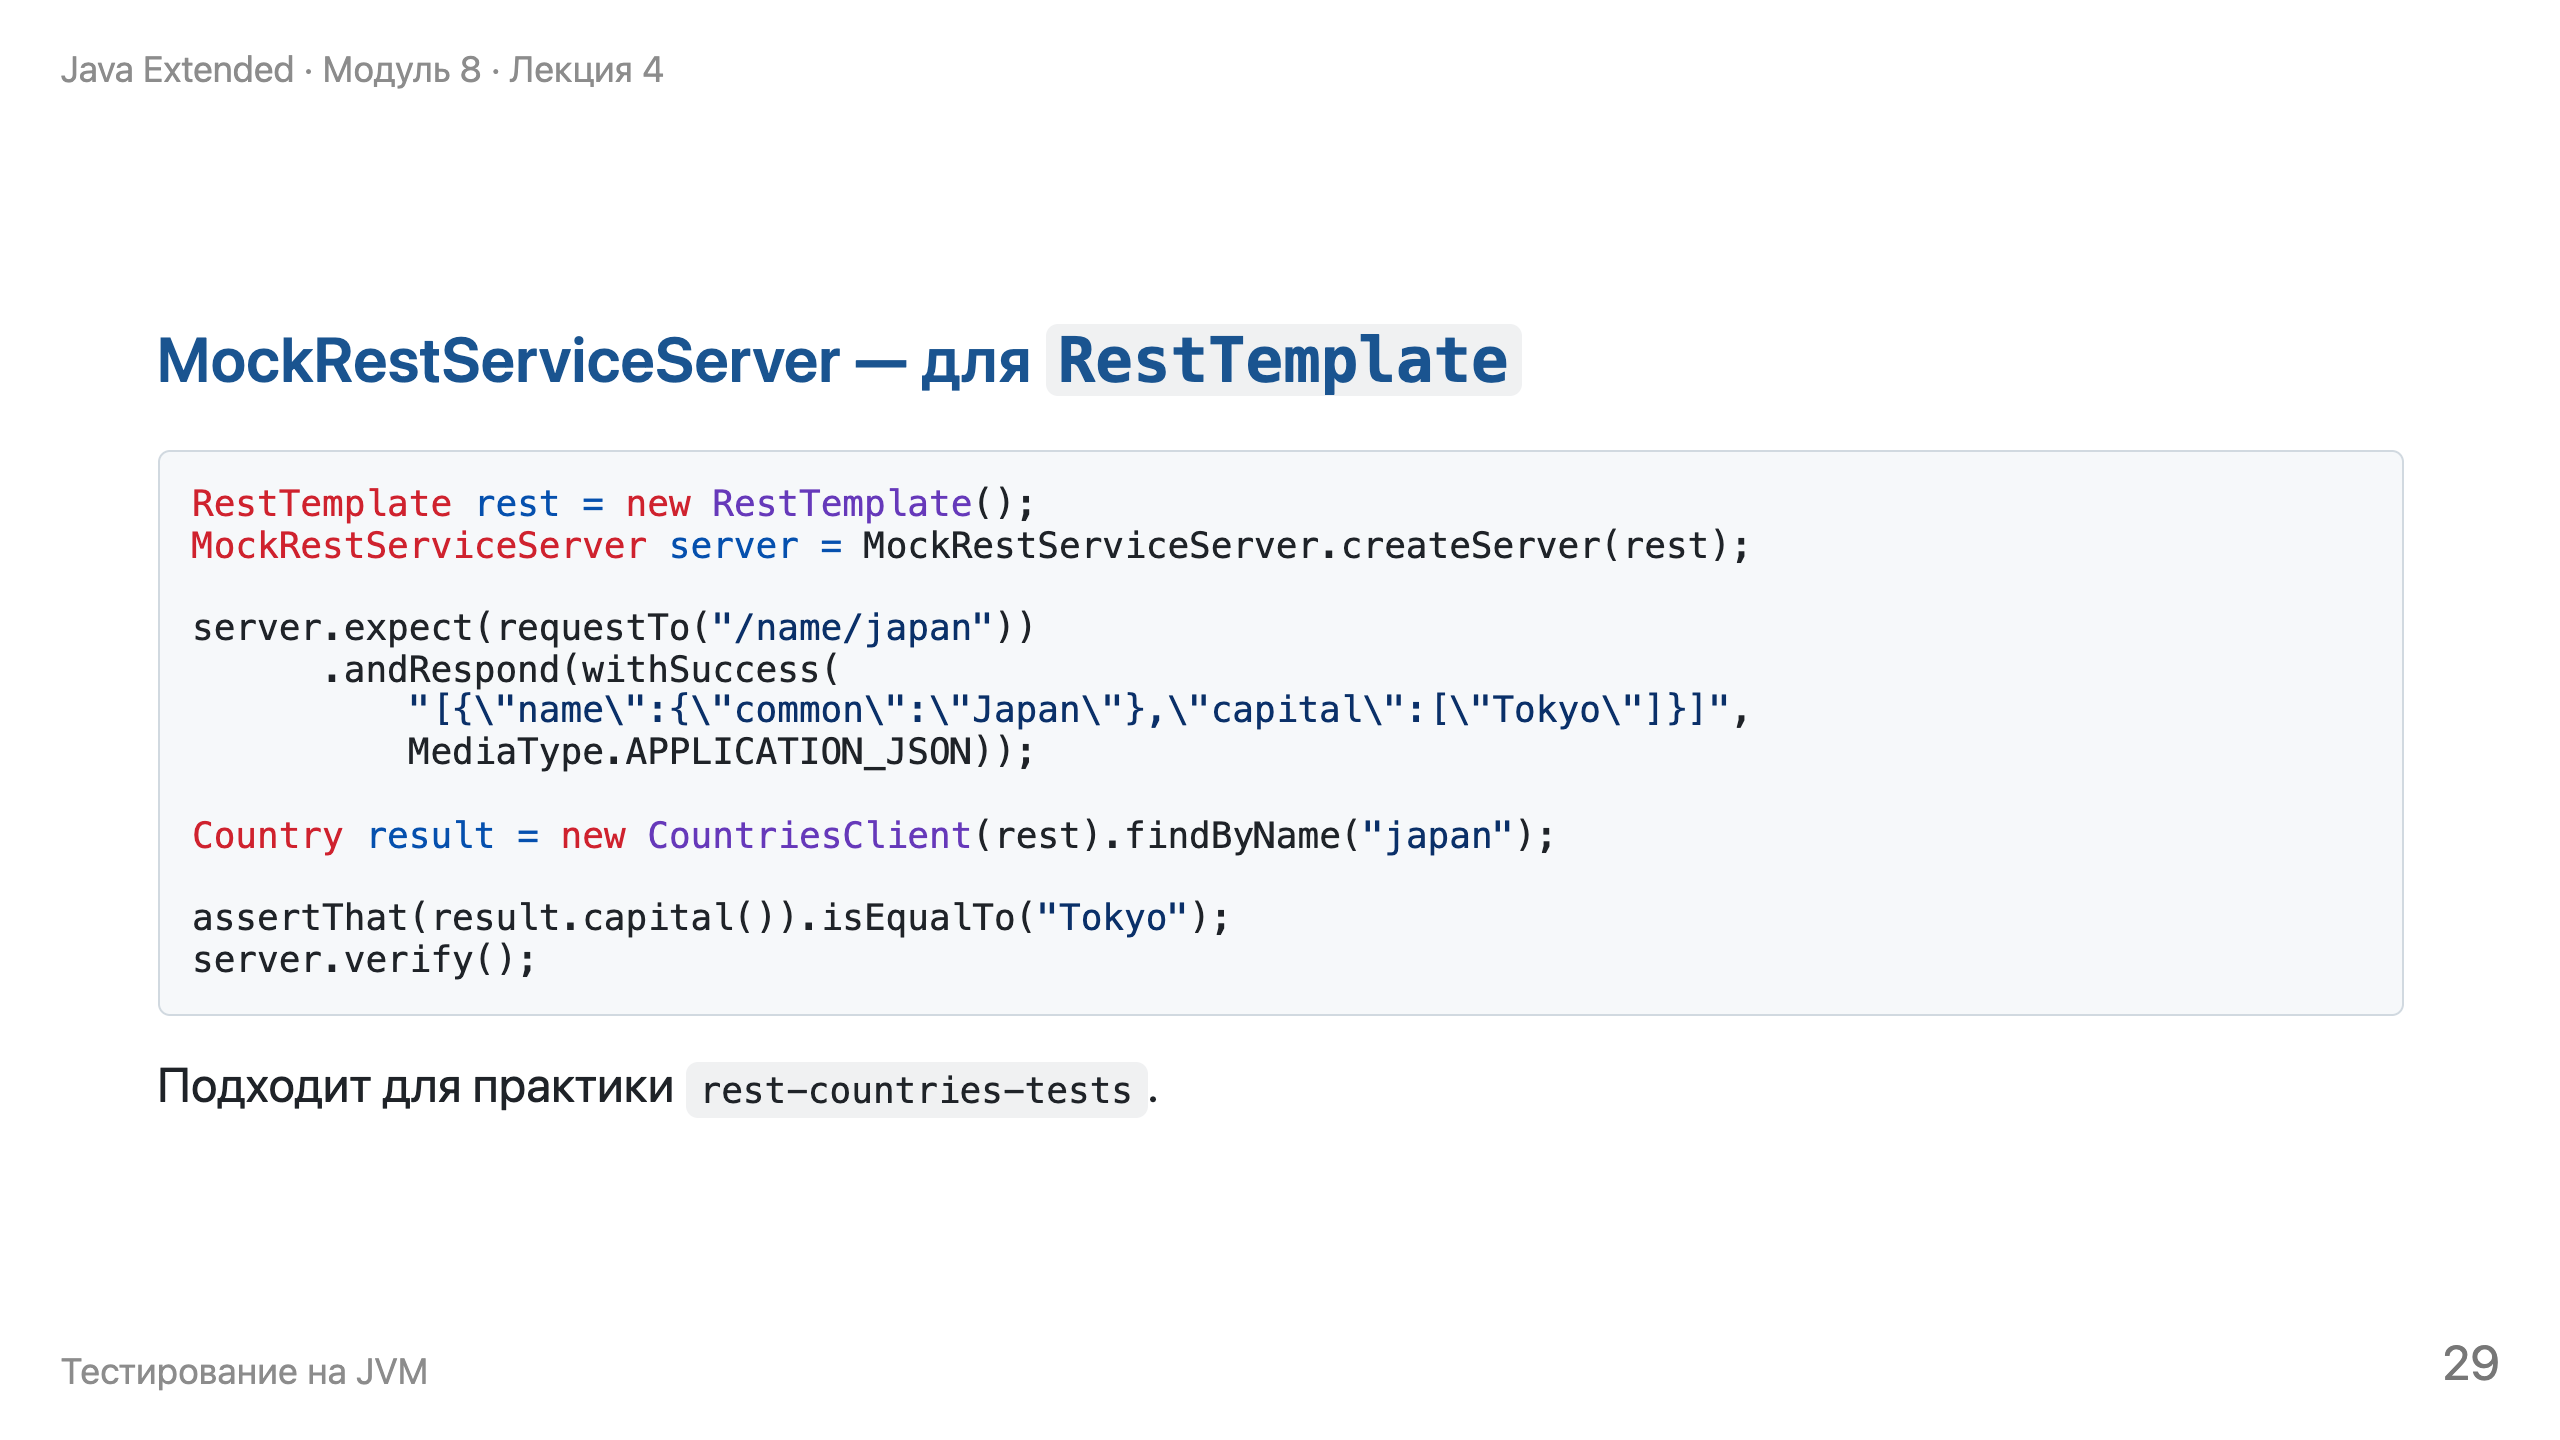 Java Extended · Модуль 8 · Лекция 4
MockRestServiceServer — для RestTemplate
RestTemplate rest = new RestTemplate();
MockRestServiceServer server = MockRestServiceServer.createServer(rest);
server.expect(requestTo("/name/japan"))
.andRespond(withSuccess(
"[{\"name\":{\"common\":\"Japan\"},\"capital\":[\"Tokyo\"]}]",
MediaType.APPLICATION_JSON));
Country result = new CountriesClient(rest).findByName("japan");
assertThat(result.capital()).isEqualTo("Tokyo");
server.verify();
Подходит для практики rest-countries-tests.
Тестирование на JVM
29